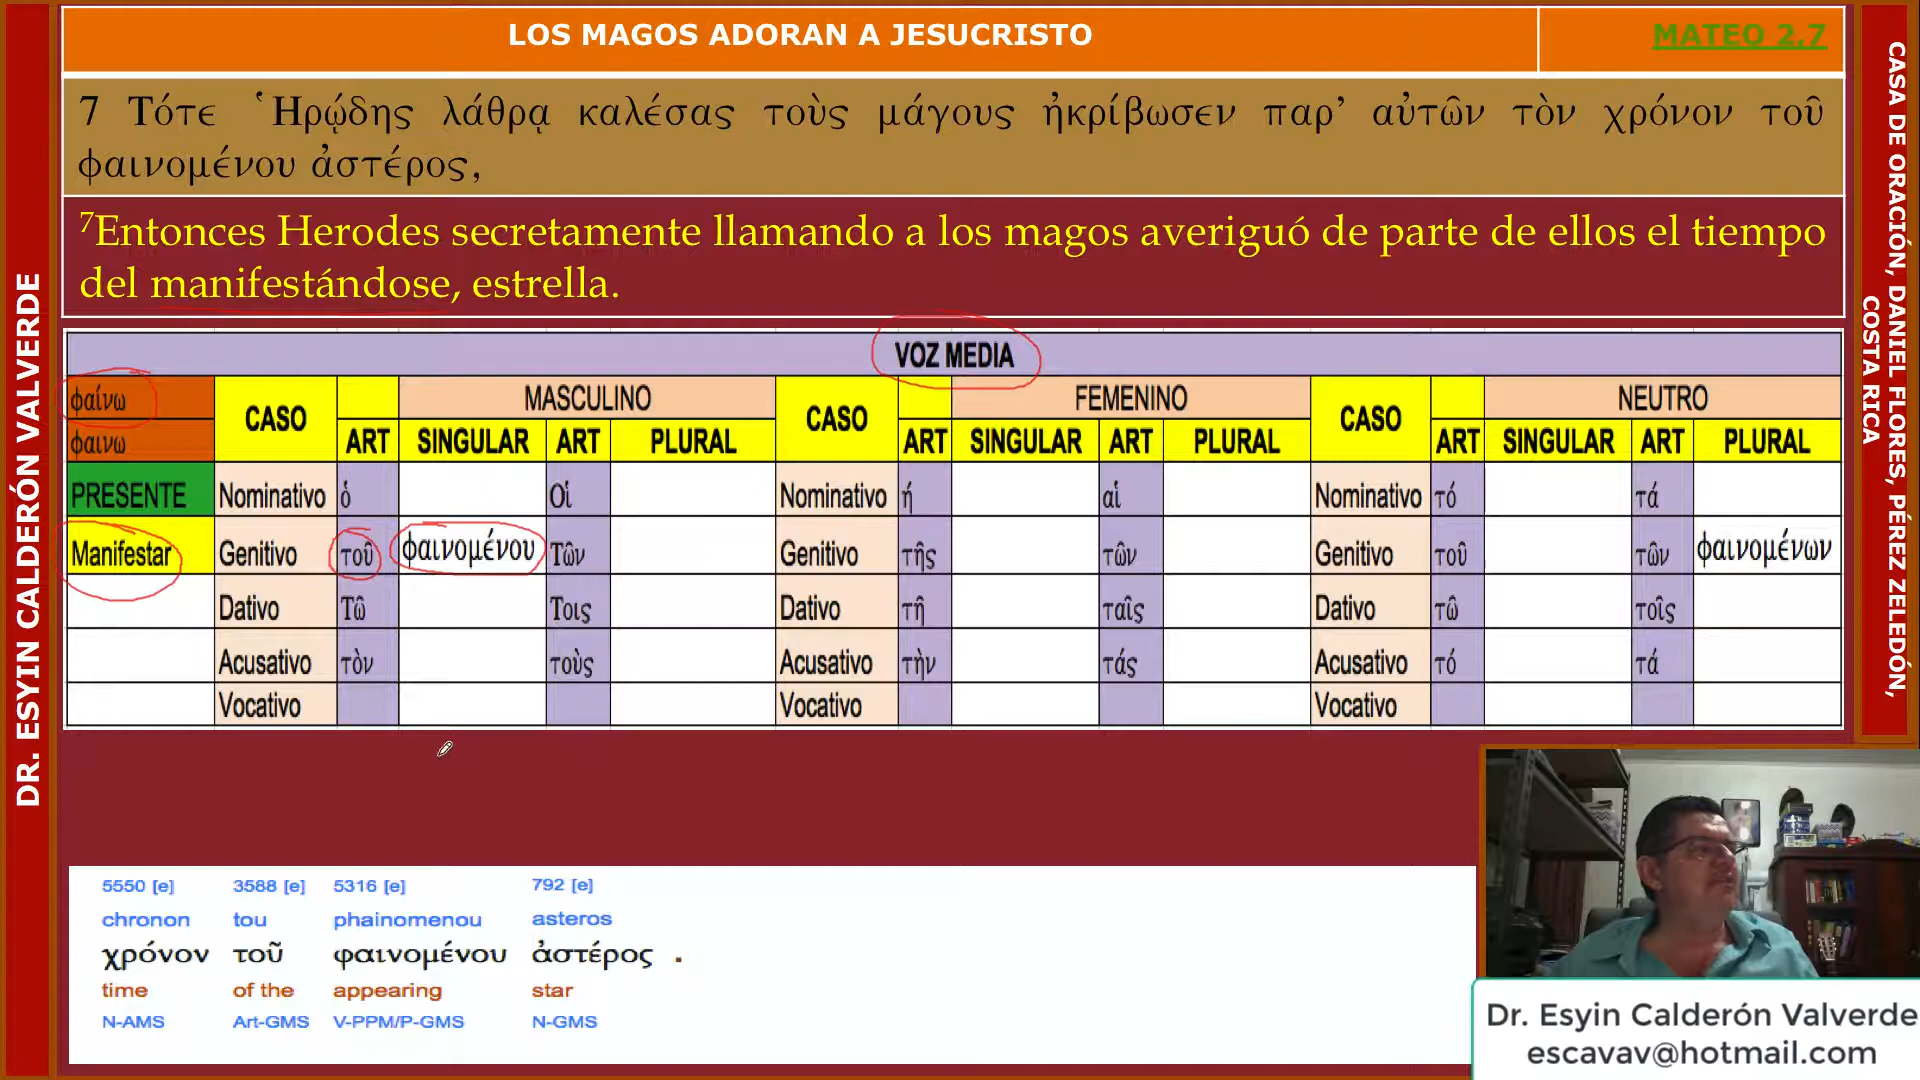 LOS MAGOS ADORAN A JESUCRISTO
MATEO 2,7
7 Τότε Ἡρῴδης λάθρᾳ καλέσας τοὺς μάγους ἠκρίβωσεν παρ’ αὐτῶν τὸν χρόνον τοῦ
φαινομένου ἀστέρος,
7Entonces Herodes secretamente llamando a los magos averiguó de parte de ellos el tiempo
del manifestándose, estrella.
VOZ MEDIA
φαίνω CASO MASCULINO CASO FEMENINO CASO NEUTRO
φαινω ART SINGULAR ART PLURAL ART SINGULAR ART PLURAL ART SINGULAR ART PLURAL
PRESENTE Nominativo ὁ Οἱ Nominativo ἡ αἱ Nominativo τό τά
Manifestar Genitivo τοῦ φαινομένου Τῶν Genitivo τῆς τῶν Genitivo τοῦ τῶν φαινομένων
Dativo Τῶ Τοις Dativo τῆ ταῖς Dativo τῶ τοῖς
Acusativo τὸν τοὺς Acusativo τὴν τάς Acusativo τό τά
Vocativo Vocativo Vocativo
5550 [e] 3588 [e] 5316 [e] 792 [e]
chronon tou phainomenou asteros
χρόνον τοῦ φαινομένου ἀστέρος .
time of the appearing star
N-AMS Art-GMS V-PPM/P-GMS N-GMS
DR. ESYIN CALDERÓN VALVERDE
CASA DE ORACIÓN, DANIEL FLORES, PÉREZ ZELEDÓN,
COSTA RICA
Dr. Esyin Calderón Valverde
escavav@hotmail.com